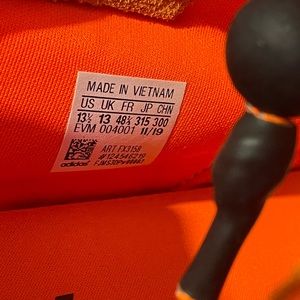 MADE IN VIETNAM
US UK FR JP CHN
13½ 13 48⅔ 315 300
EVM 004001 11/19
ART FX3158
adidas